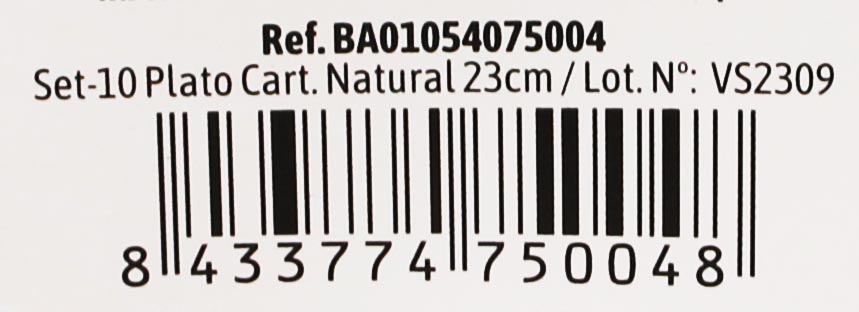 Ref. BA01054075004
Set-10 Plato Cart. Natural 23cm / Lot. Nº: VS2309
8 433774 750048